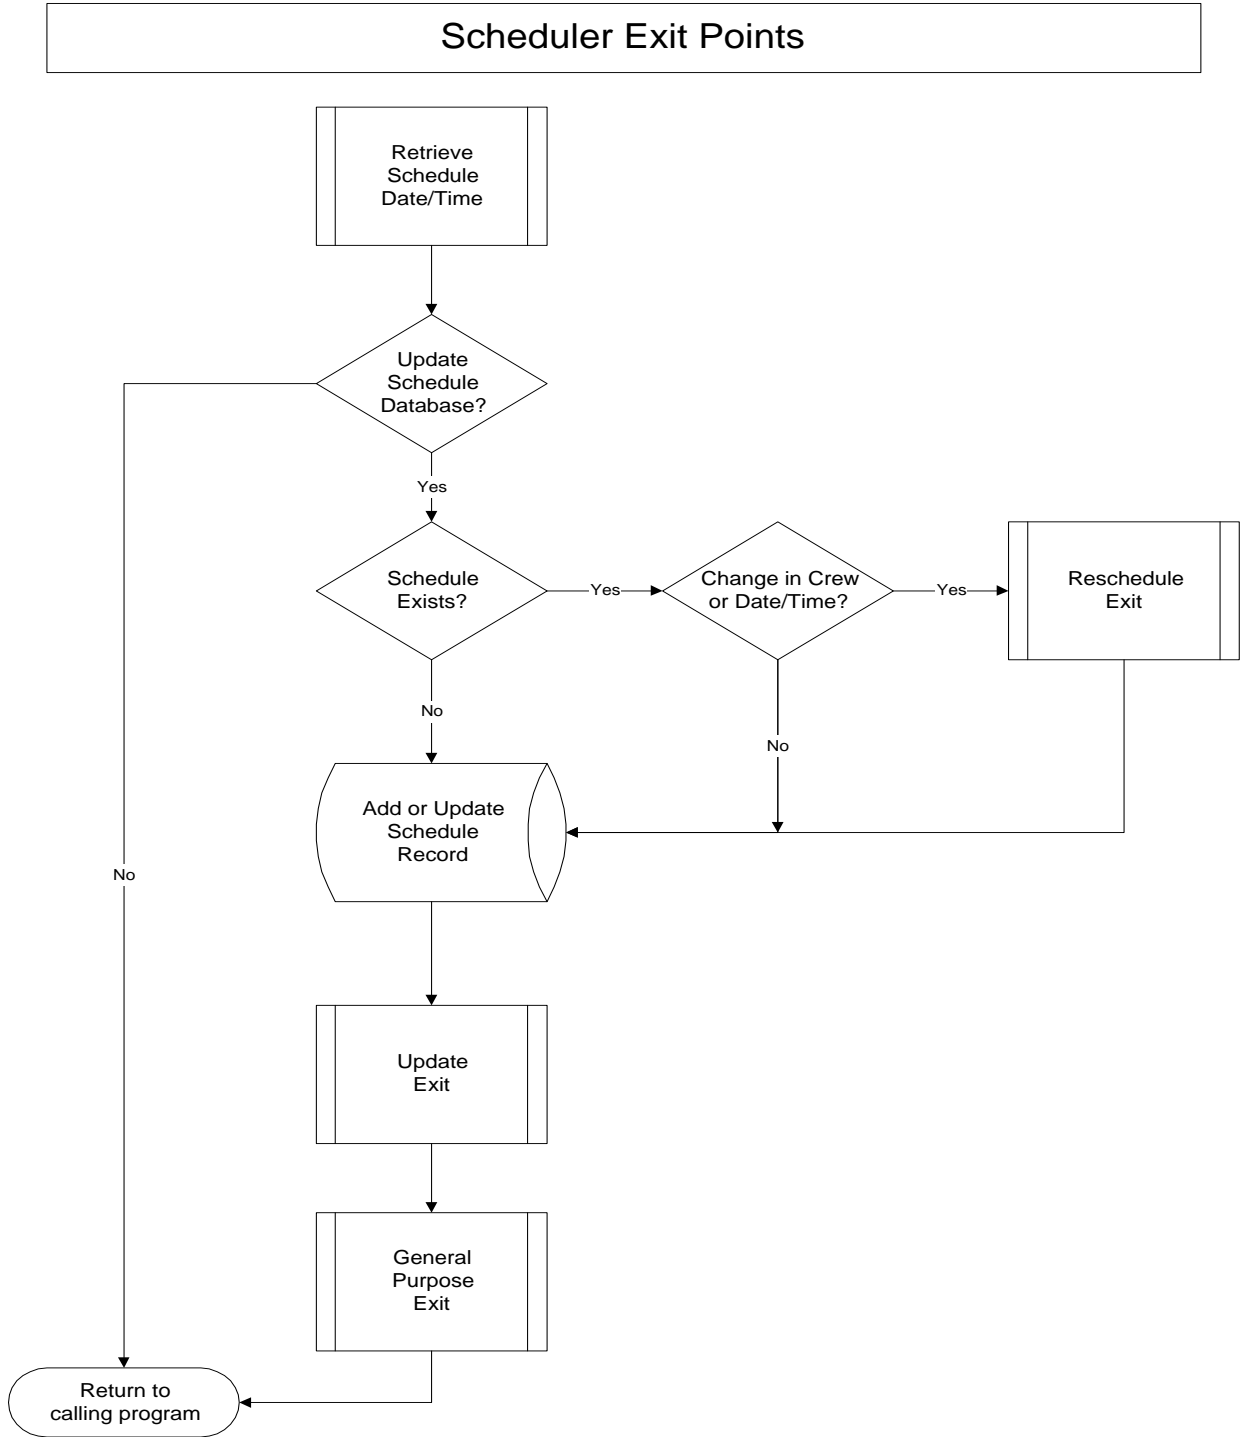 Scheduler Exit Points
Retrieve
Schedule
Date/Time
Update
Schedule
Database?
Yes
Schedule
Exists?
Yes
Change in Crew
or Date/Time?
Yes
Reschedule
Exit
No
No
Add or Update
Schedule
Record
No
Update
Exit
General
Purpose
Exit
Return to
calling program